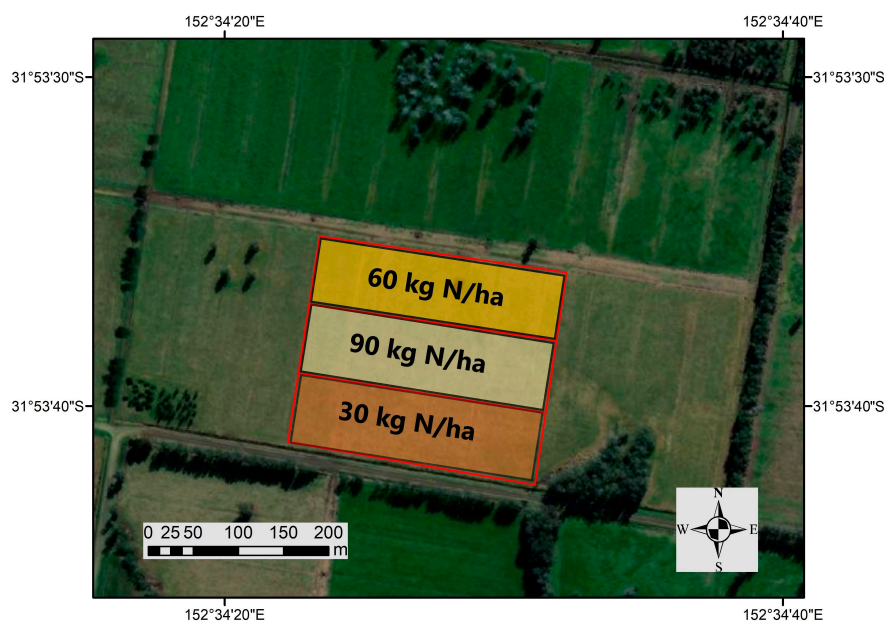 152°34'20"E 152°34'40"E
31°53'30"S 31°53'30"S
60 kg N/ha
90 kg N/ha
30 kg N/ha
31°53'40"S 31°53'40"S
N
W E
S
0 25 50 100 150 200
m
152°34'20"E 152°34'40"E